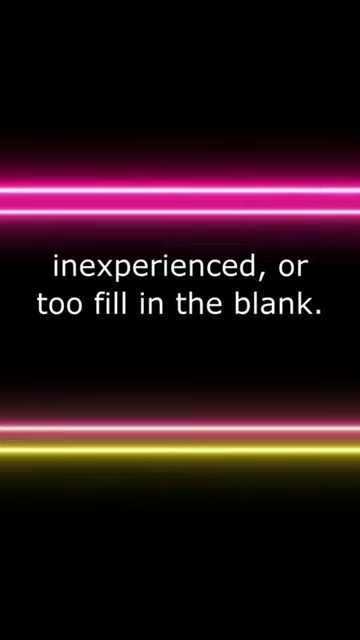 inexperienced, or
too fill in the blank.